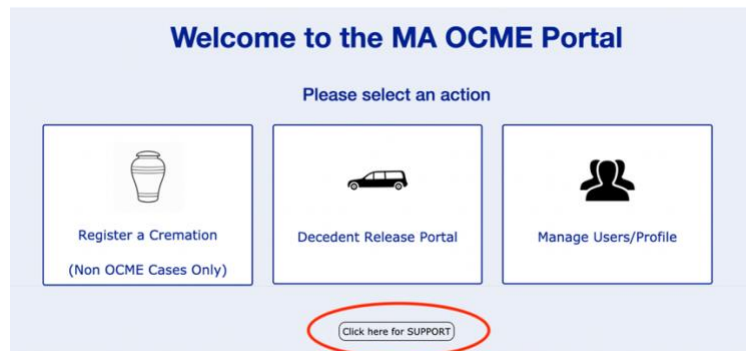 Welcome to the MA OCME Portal
Please select an action
Register a Cremation
(Non OCME Cases Only)
Decedent Release Portal
Manage Users/Profile
Click here for SUPPORT